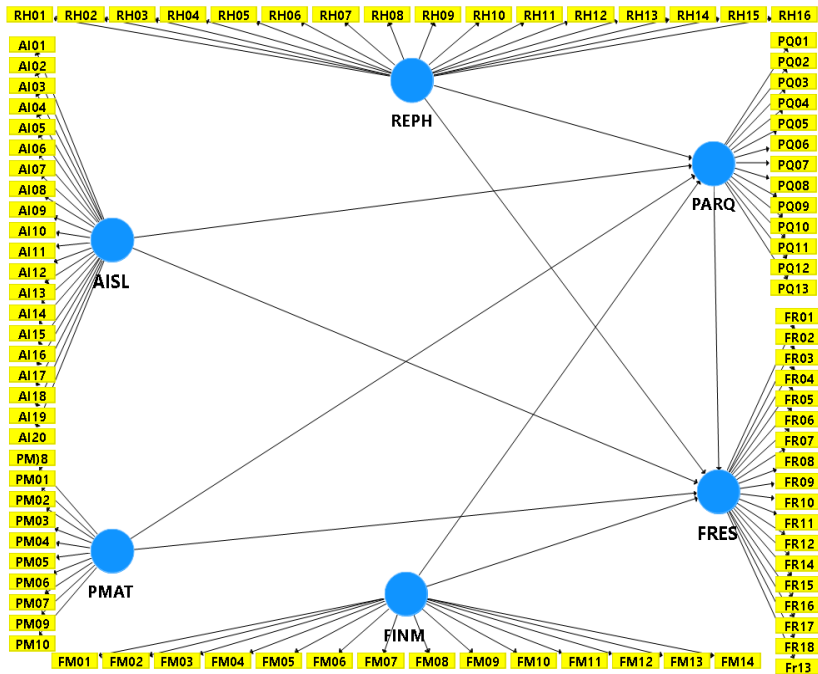 RH01 RH02 RH03 RH04 RH05 RH06 RH07 RH08 RH09 RH10 RH11 RH12 RH13 RH14 RH15 RH16
AI01
AI02
AI03
AI04
AI05
AI06
AI07
AI08
AI09
AI10
AI11
AI12
AI13
AI14
AI15
AI16
AI17
AI18
AI19
AI20
PM)8
PM01
PM02
PM03
PM04
PM05
PM06
PM07
PM09
PM10
REPH
AISL
PMAT
FINM
PARQ
FRES
PQ01
PQ02
PQ03
PQ04
PQ05
PQ06
PQ07
PQ08
PQ09
PQ10
PQ11
PQ12
PQ13
FR01
FR02
FR03
FR04
FR05
FR06
FR07
FR08
FR09
FR10
FR11
FR12
FR14
FR15
FR16
FR17
FR18
Fr13
FM01 FM02 FM03 FM04 FM05 FM06 FM07 FM08 FM09 FM10 FM11 FM12 FM13 FM14